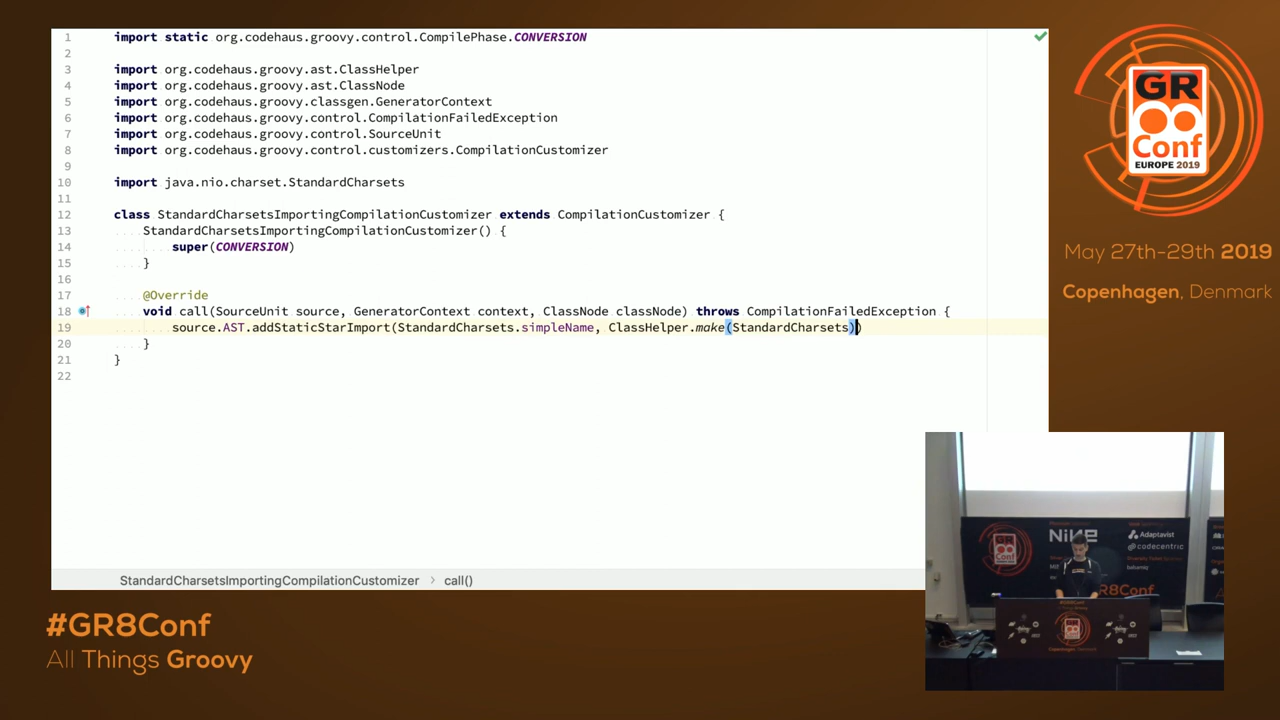 1 import static org.codehaus.groovy.control.CompilePhase.CONVERSION
2
3 import org.codehaus.groovy.ast.ClassHelper
4 import org.codehaus.groovy.ast.ClassNode
5 import org.codehaus.groovy.classgen.GeneratorContext
6 import org.codehaus.groovy.control.CompilationFailedException
7 import org.codehaus.groovy.control.SourceUnit
8 import org.codehaus.groovy.control.customizers.CompilationCustomizer
9
10 import java.nio.charset.StandardCharsets
11
12 class StandardCharsetsImportingCompilationCustomizer extends CompilationCustomizer {
13 StandardCharsetsImportingCompilationCustomizer() {
14 super(CONVERSION)
15 }
16
17 @Override
18 void call(SourceUnit source, GeneratorContext context, ClassNode classNode) throws CompilationFailedException {
19 source.AST.addStaticStarImport(StandardCharsets.simpleName, ClassHelper.make(StandardCharsets))
20 }
21 }
22
StandardCharsetsImportingCompilationCustomizer › call()
GR
Conf
EUROPE 2019
May 27th-29th 2019
Copenhagen, Denmark
#GR8Conf
All Things Groovy
Adaptavist
codecentric
R8Conf